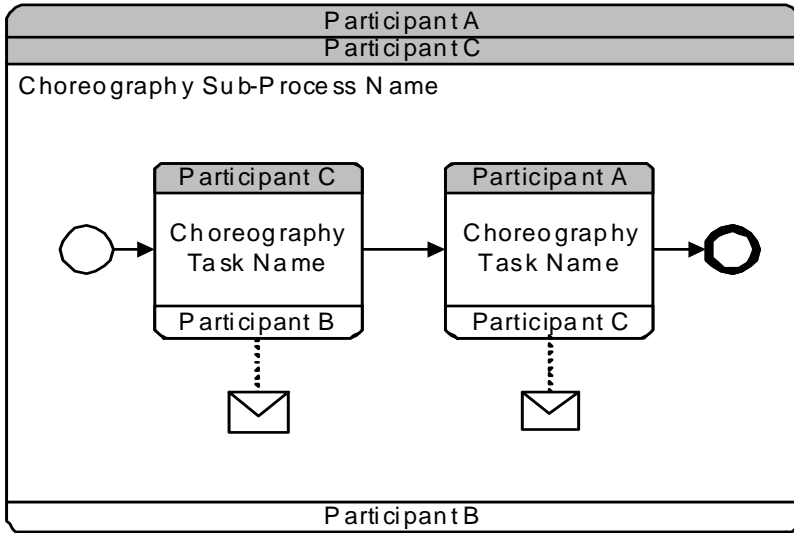 Participant A
Participant C
Choreography Sub-Process Name
Participant C
Choreography
Task Name
Participant B
Participant A
Choreography
Task Name
Participant C
Participant B